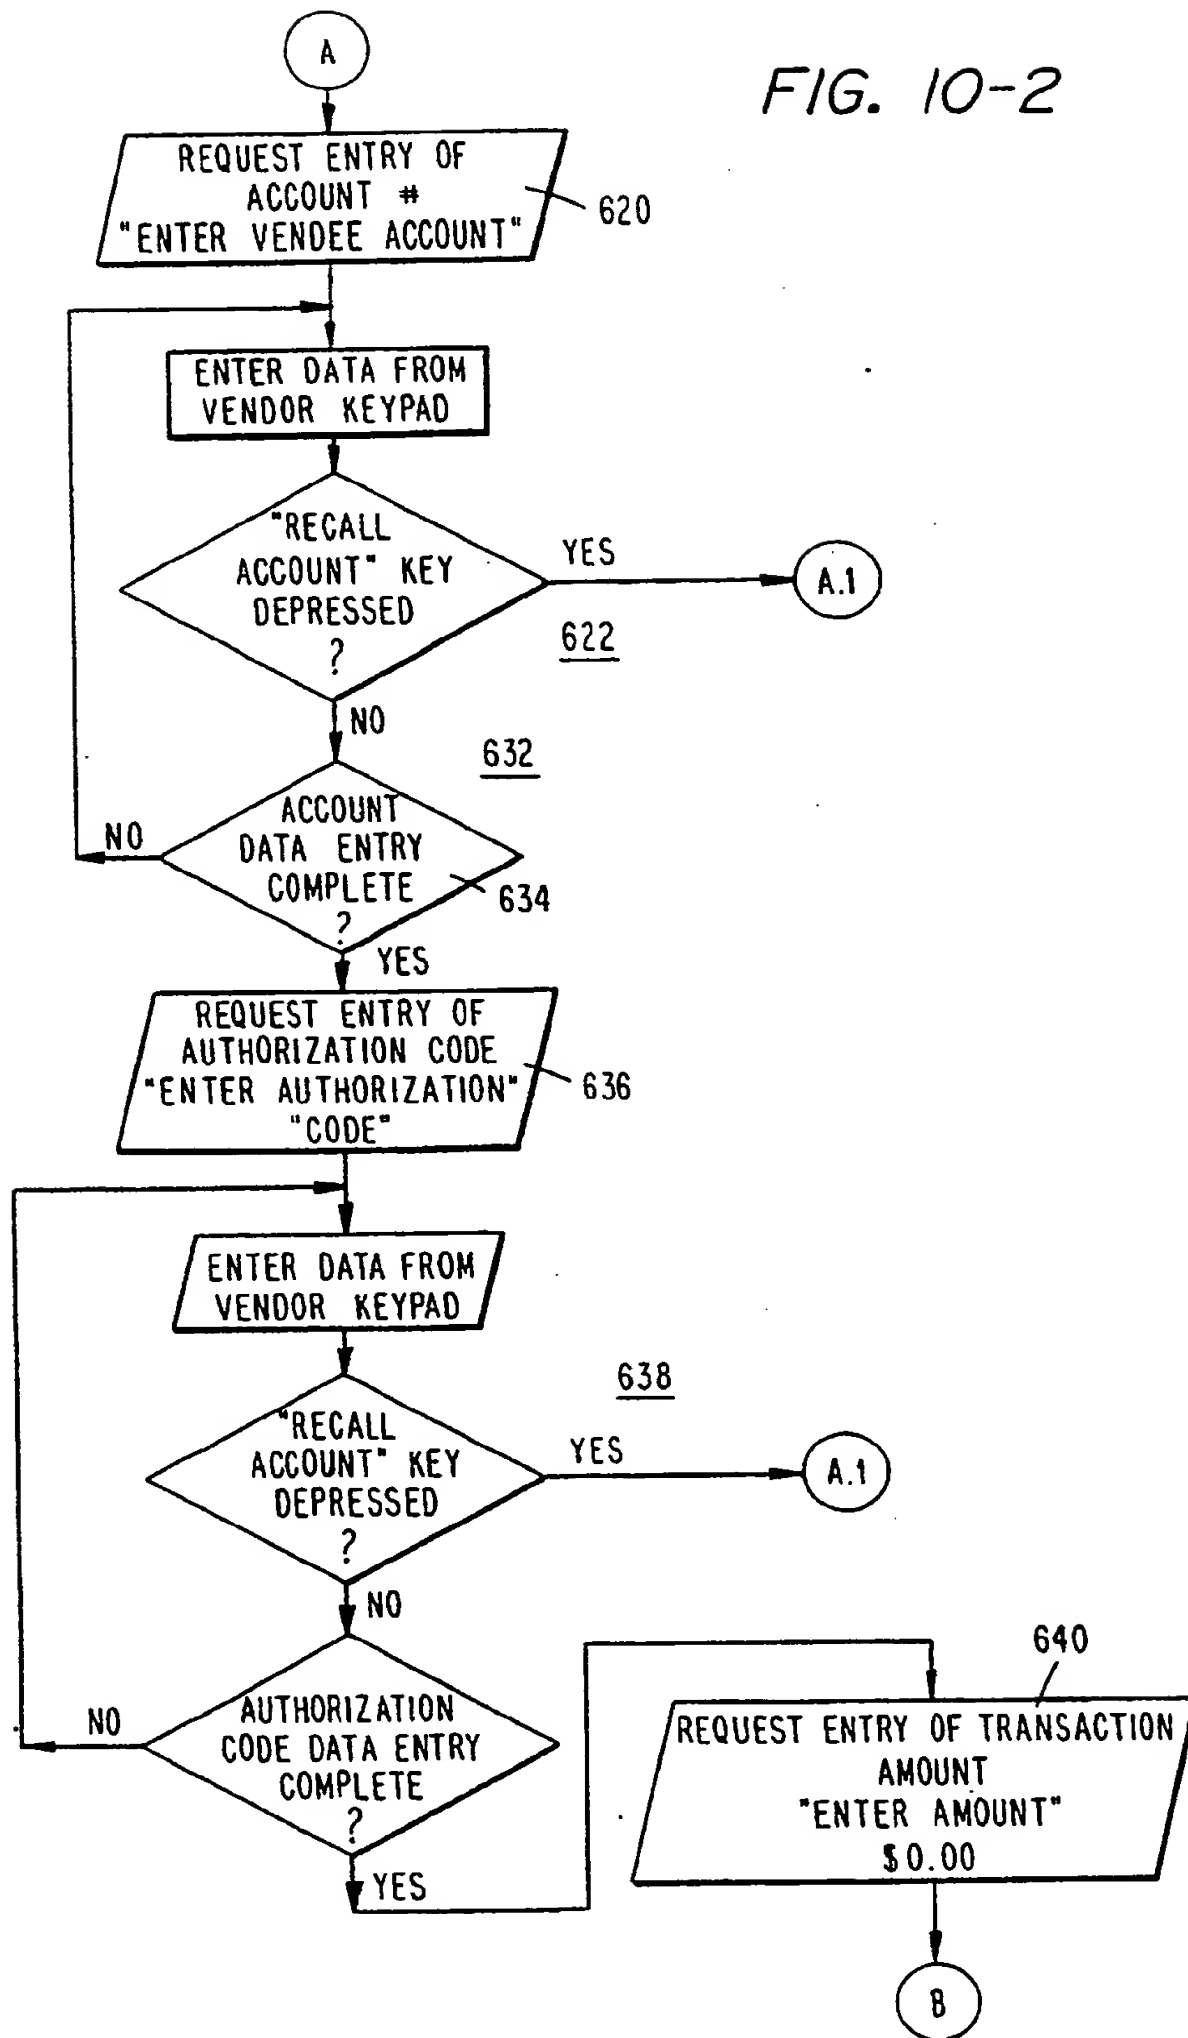 A
FIG. 10-2
REQUEST ENTRY OF
ACCOUNT #
"ENTER VENDEE ACCOUNT"
620
ENTER DATA FROM
VENDOR KEYPAD
"RECALL
ACCOUNT" KEY
DEPRESSED
?
YES
A.1
622
NO
632
ACCOUNT
DATA ENTRY
COMPLETE
?
NO
634
YES
REQUEST ENTRY OF
AUTHORIZATION CODE
"ENTER AUTHORIZATION"
"CODE"
636
ENTER DATA FROM
VENDOR KEYPAD
638
"RECALL
ACCOUNT" KEY
DEPRESSED
?
YES
A.1
NO
AUTHORIZATION
CODE DATA ENTRY
COMPLETE
?
NO
YES
640
REQUEST ENTRY OF TRANSACTION
AMOUNT
"ENTER AMOUNT"
$0.00
B